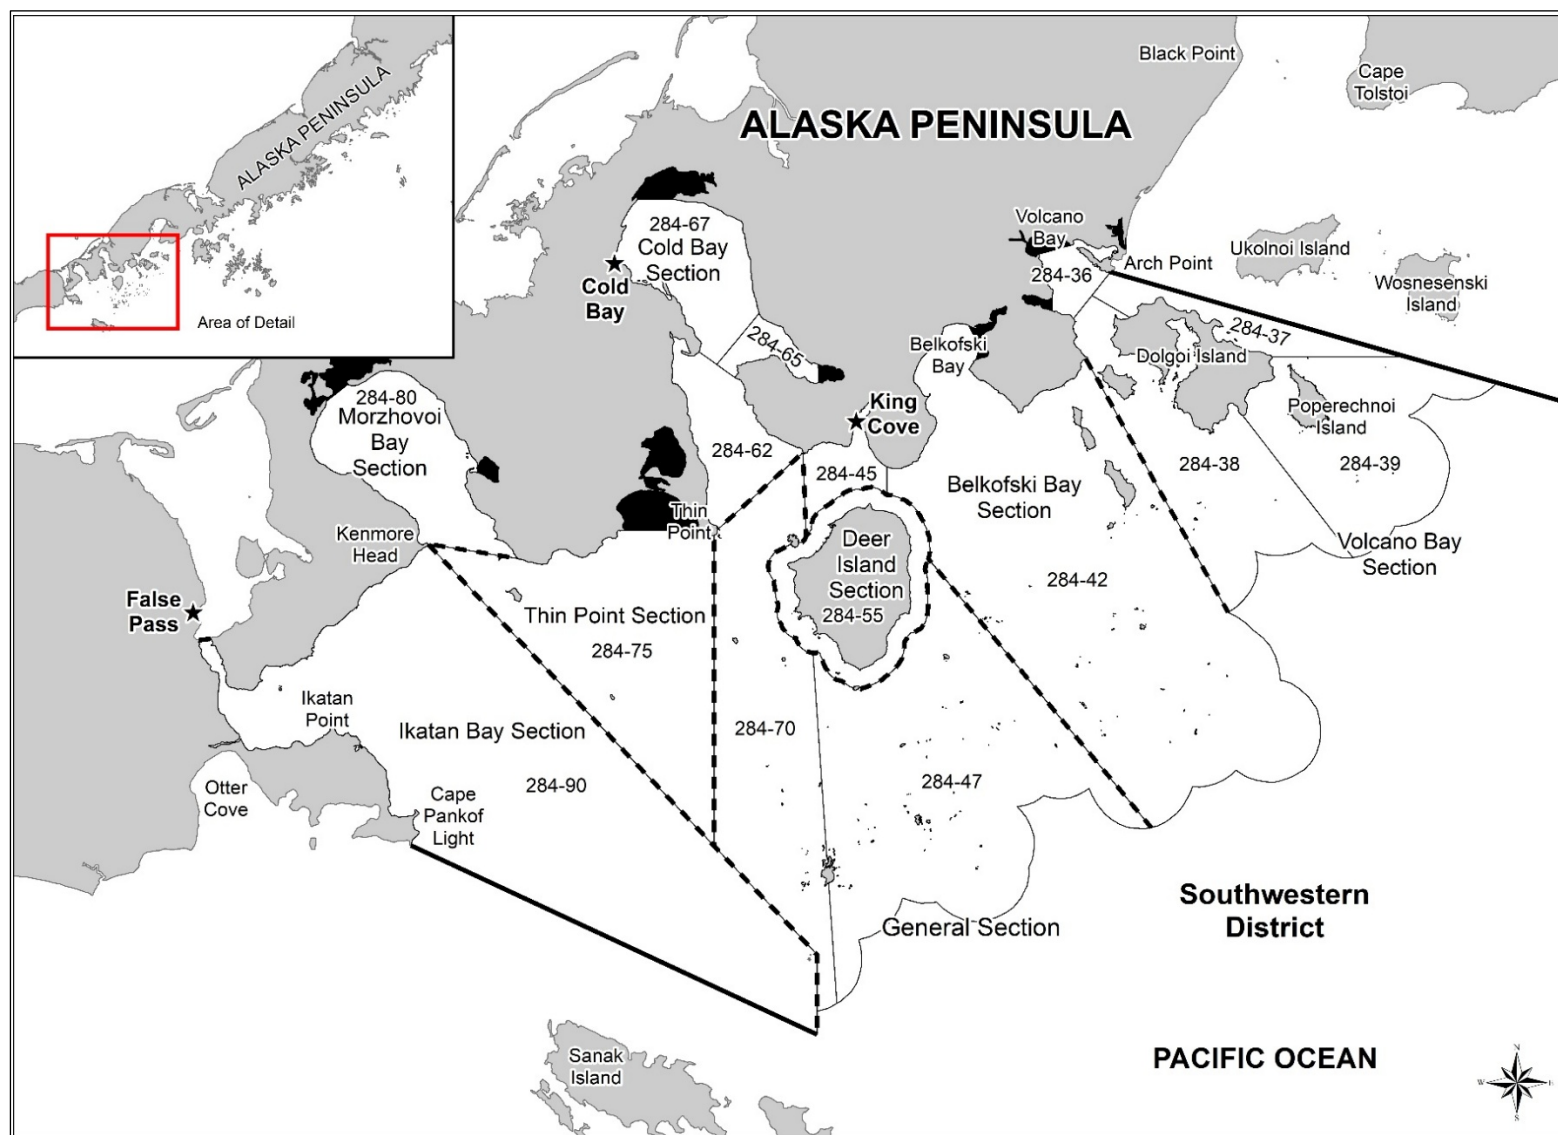 ALASKA PENINSULA
Area of Detail
Black Point
Cape
Tolstoi
ALASKA PENINSULA
284-67
Cold Bay
Section
Cold
Bay
Volcano
Bay
Arch Point
284-36
Ukolnoi Island
Wosnesenski
Island
284-37
284-65
Belkofski
Bay
Dolgoi Island
284-80
Morzhovoi
Bay
Section
King
Cove
Poperechnoi
Island
284-62
284-45
284-38
284-39
Belkofski Bay
Section
Thin
Point
Kenmore
Head
Deer
Island
Section
284-55
Volcano Bay
Section
284-42
False
Pass
Thin Point Section
284-75
Ikatan
Point
Ikatan Bay Section
284-70
284-90
284-47
Otter
Cove
Cape
Pankof
Light
General Section
Southwestern
District
Sanak
Island
PACIFIC OCEAN
N
W
E
S